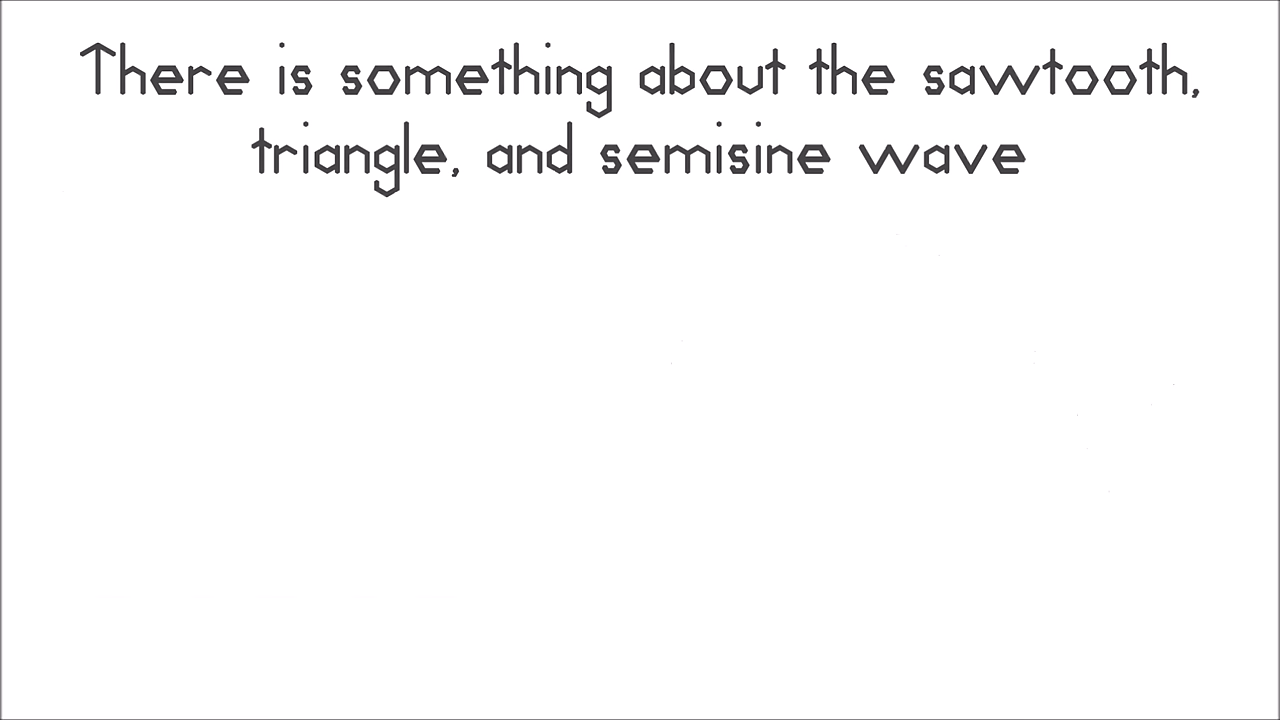 There is something about the sawtooth,
triangle, and semisine wave